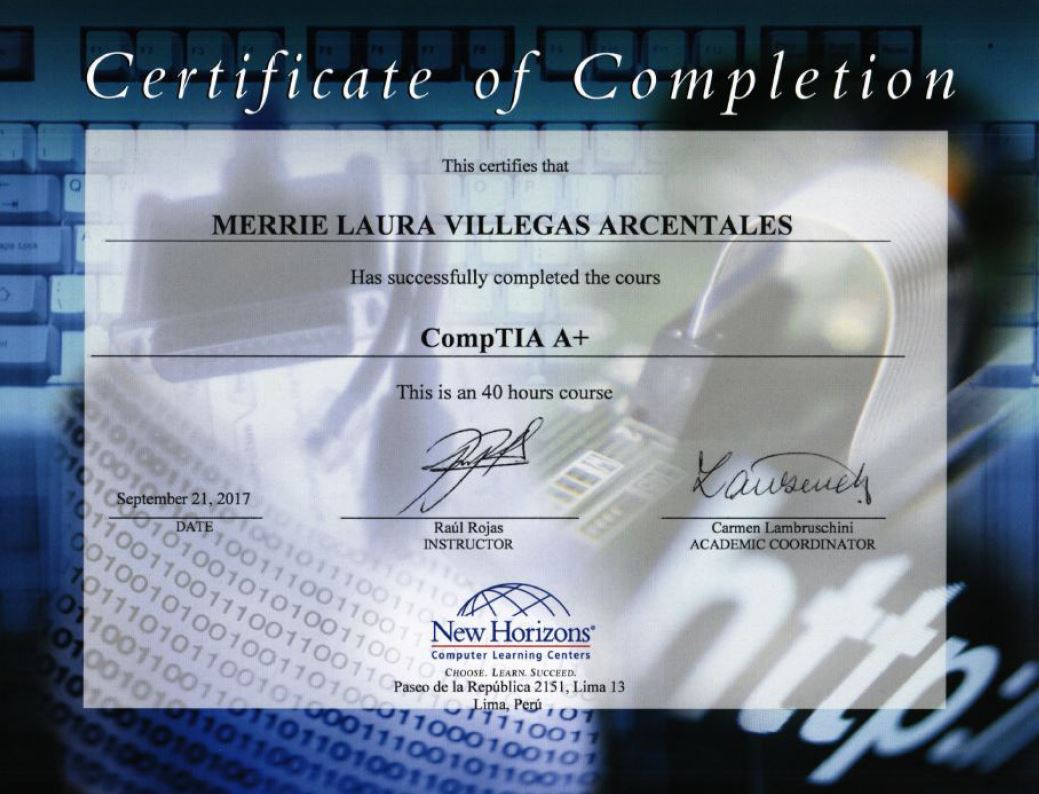 Certificate of Completion
This certifies that
MERRIE LAURA VILLEGAS ARCENTALES
Has successfully completed the cours
CompTIA A+
This is an 40 hours course
September 21, 2017
DATE
Raúl Rojas
INSTRUCTOR
Carmen Lambruschini
ACADEMIC COORDINATOR
New Horizons®
Computer Learning Centers
CHOOSE. LEARN. SUCCEED.
Paseo de la República 2151, Lima 13
Lima, Perú
http:/